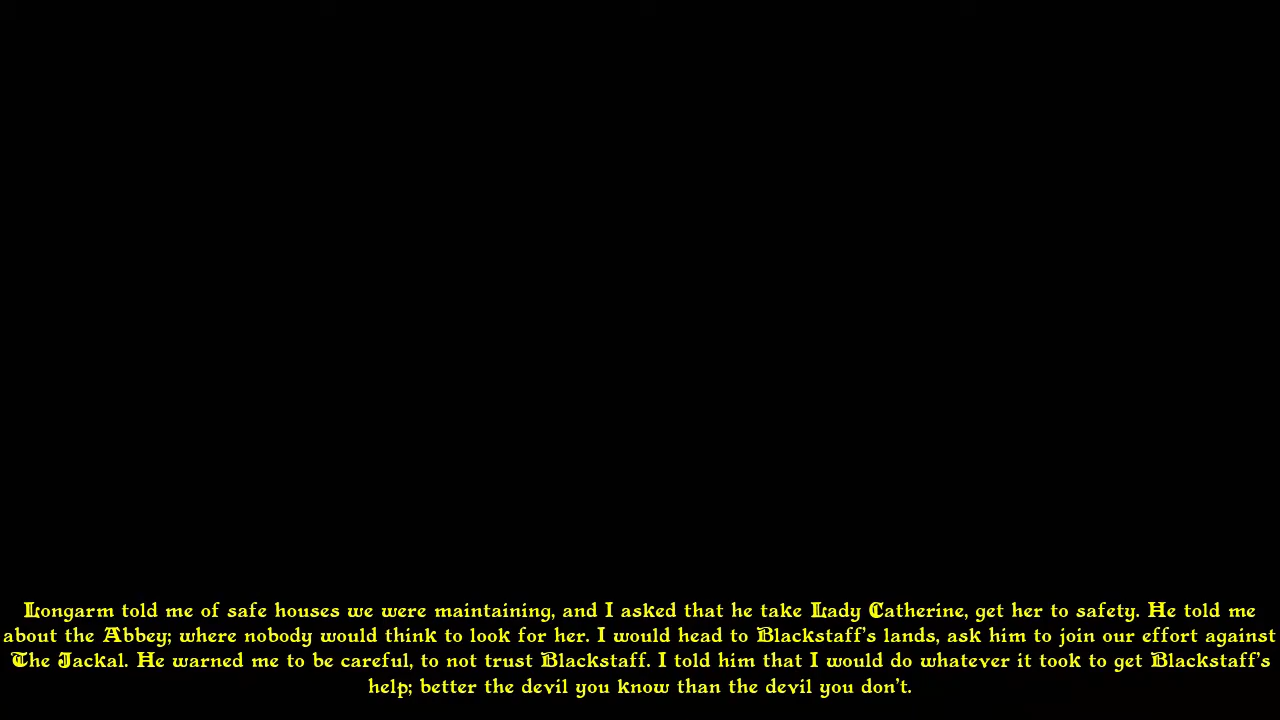 Longarm told me of safe houses we were maintaining, and I asked that he take Lady Catherine, get her to safety. He told me
about the Abbey; where nobody would think to look for her. I would head to Blackstaff's lands, ask him to join our effort against
The Jackal. He warned me to be careful, to not trust Blackstaff. I told him that I would do whatever it took to get Blackstaff's
help; better the devil you know than the devil you don't.